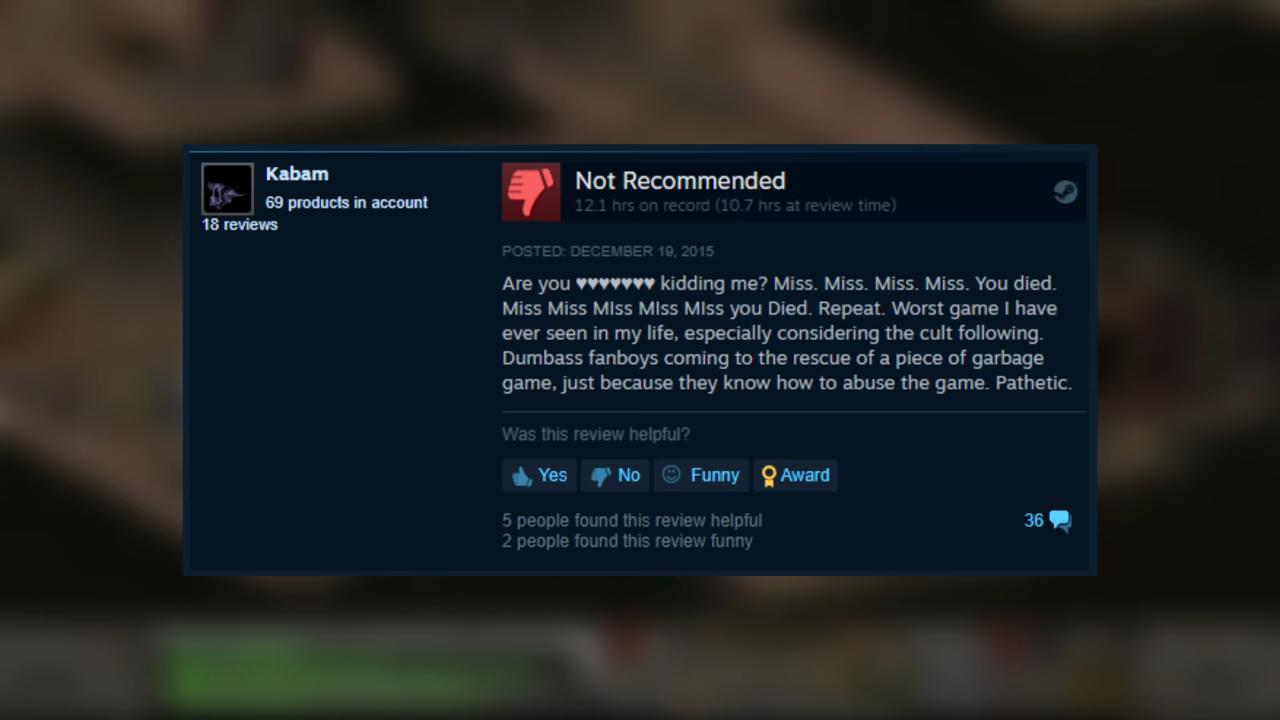 Kabam
69 products in account
18 reviews
Not Recommended
12.1 hrs on record (10.7 hrs at review time)
POSTED: DECEMBER 19, 2015
Are you ♥♥♥♥♥♥♥ kidding me? Miss. Miss. Miss. Miss. You died.
Miss Miss MIss MIss MIss you Died. Repeat. Worst game I have
ever seen in my life, especially considering the cult following.
Dumbass fanboys coming to the rescue of a piece of garbage
game, just because they know how to abuse the game. Pathetic.
Was this review helpful?
Yes No Funny Award
5 people found this review helpful
36
2 people found this review funny